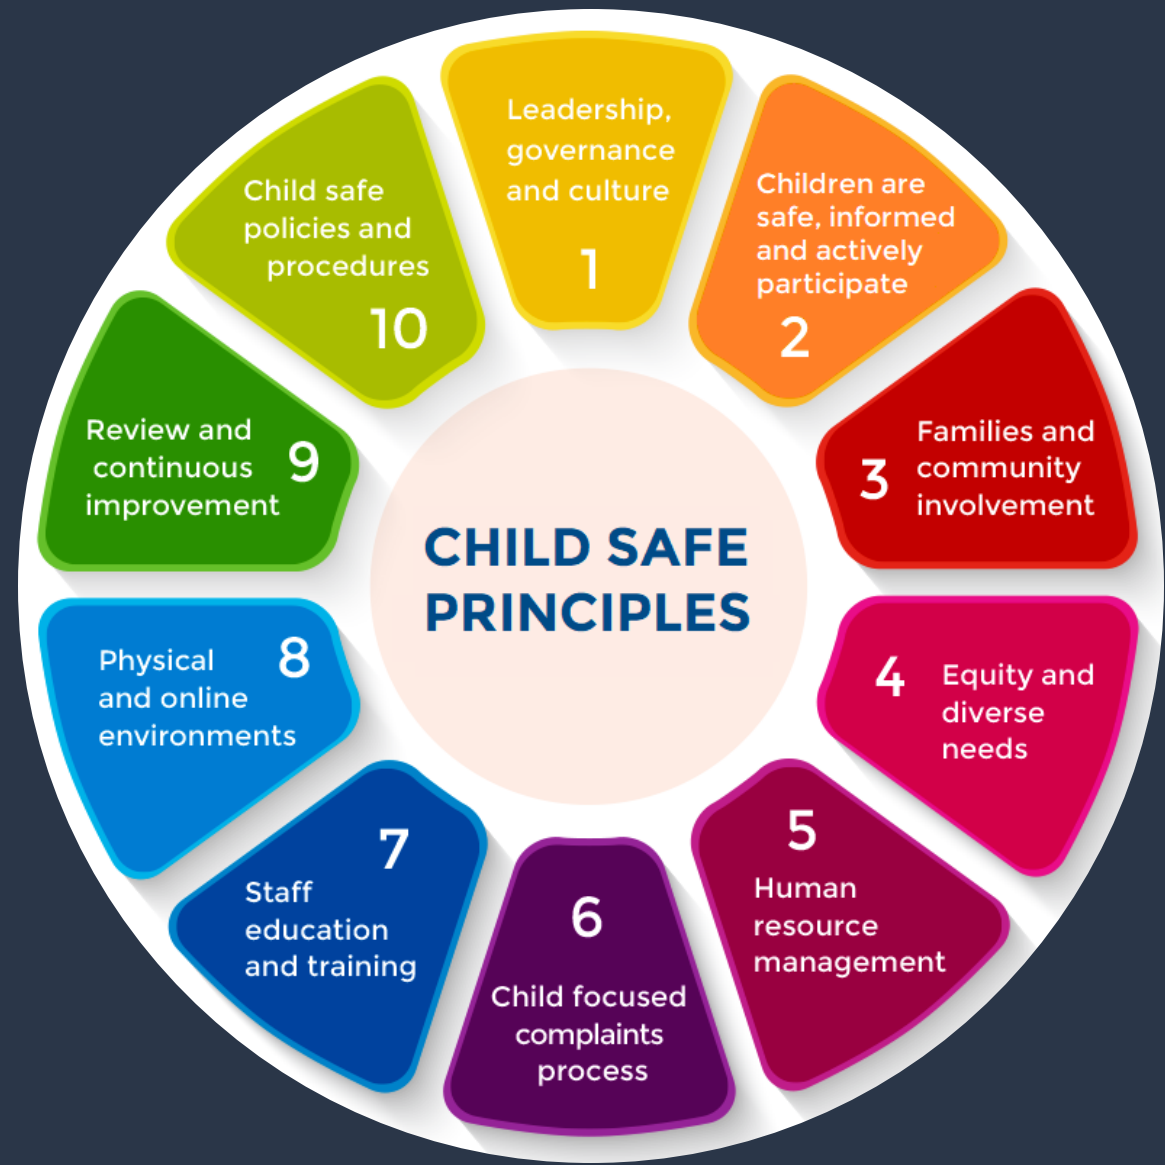 Leadership,
governance
and culture
1
Children are
safe, informed
and actively
participate
2
3
Families and
community
involvement
4
Equity and
diverse
needs
5
Human
resource
management
6
Child focused
complaints
process
7
Staff
education
and training
8
Physical
and online
environments
9
Review and
continuous
improvement
Child safe
policies and
procedures
10
CHILD SAFE
PRINCIPLES